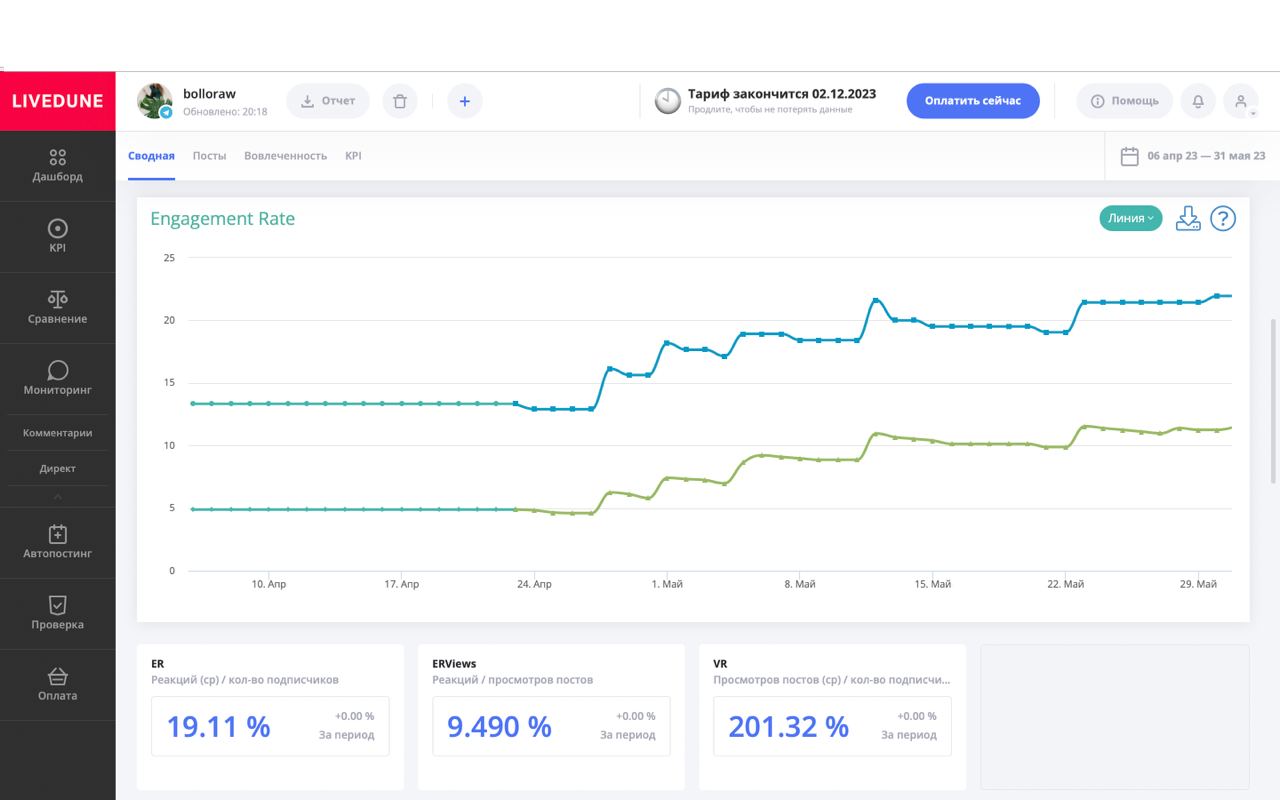 LIVEDUNE
bolloraw
Обновлено: 20:18
Отчет
+
Тариф закончится 02.12.2023
Продлите, чтобы не потерять данные
Оплатить сейчас
Помощь
Дашборд
KPI
Сравнение
Мониторинг
Комментарии
Директ
Автопостинг
Проверка
Оплата
Сводная Посты Вовлеченность KPI
06 апр 23 — 31 мая 23
Engagement Rate
Линия
?
25
20
15
10
5
0
10. Апр 17. Апр 24. Апр 1. Май 8. Май 15. Май 22. Май 29. Май
ER
Реакций (ср) / кол-во подписчиков
19.11 %
+0.00 %
За период
ERViews
Реакций / просмотров постов
9.490 %
+0.00 %
За период
VR
Просмотров постов (ср) / кол-во подписчи...
201.32 %
+0.00 %
За период